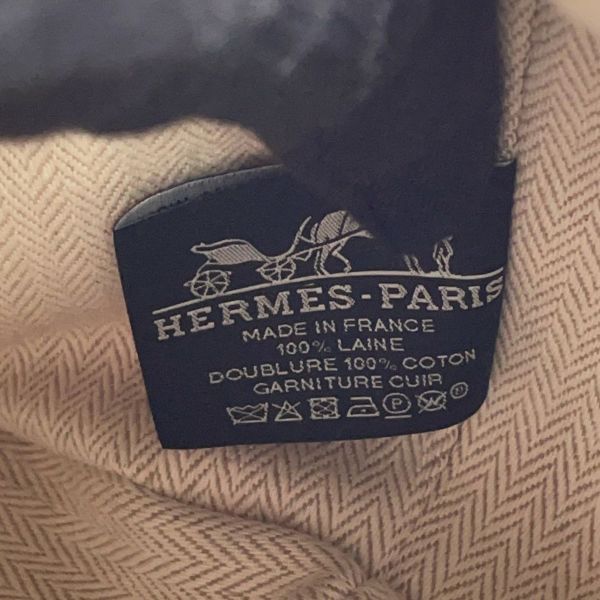 HERMÈS-PARIS
MADE IN FRANCE
100% LAINE
DOUBLURE 100% COTON
GARNITURE CUIR